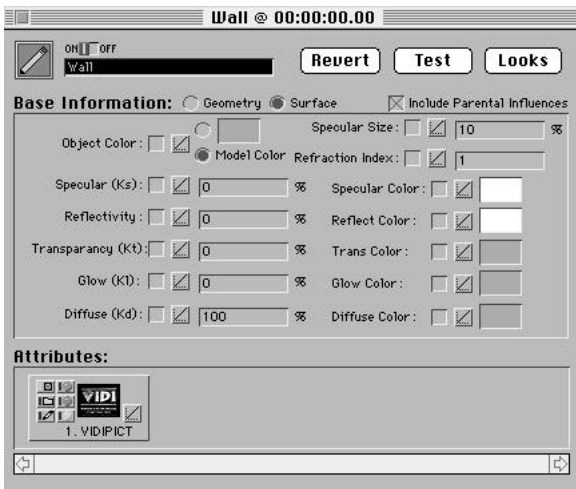 Wall @ 00:00:00.00
ON OFF
Wall
Revert Test Looks
Base Information: Geometry Surface Include Parental Influences
Object Color: Model Color
Specular Size: 10 %
Refraction Index: 1
Specular (Ks): 0 % Specular Color:
Reflectivity: 0 % Reflect Color:
Transparancy (Kt): 0 % Trans Color:
Glow (Kl): 0 % Glow Color:
Diffuse (Kd): 100 % Diffuse Color:
Attributes:
VIDI
1. VIDIPICT